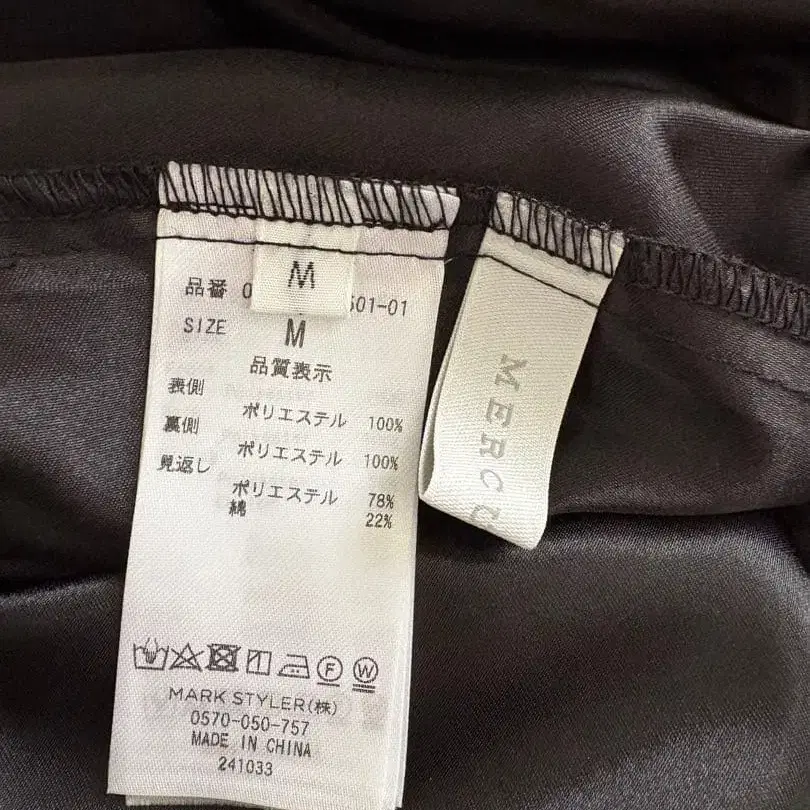 M
品番 0 601-01
SIZE M
品質表示
表側 ポリエステル 100%
裏側 ポリエステル 100%
見返し ポリエステル 78%
綿 22%
F W
MARK STYLER(株)
0570-050-757
MADE IN CHINA
241033
MERCU